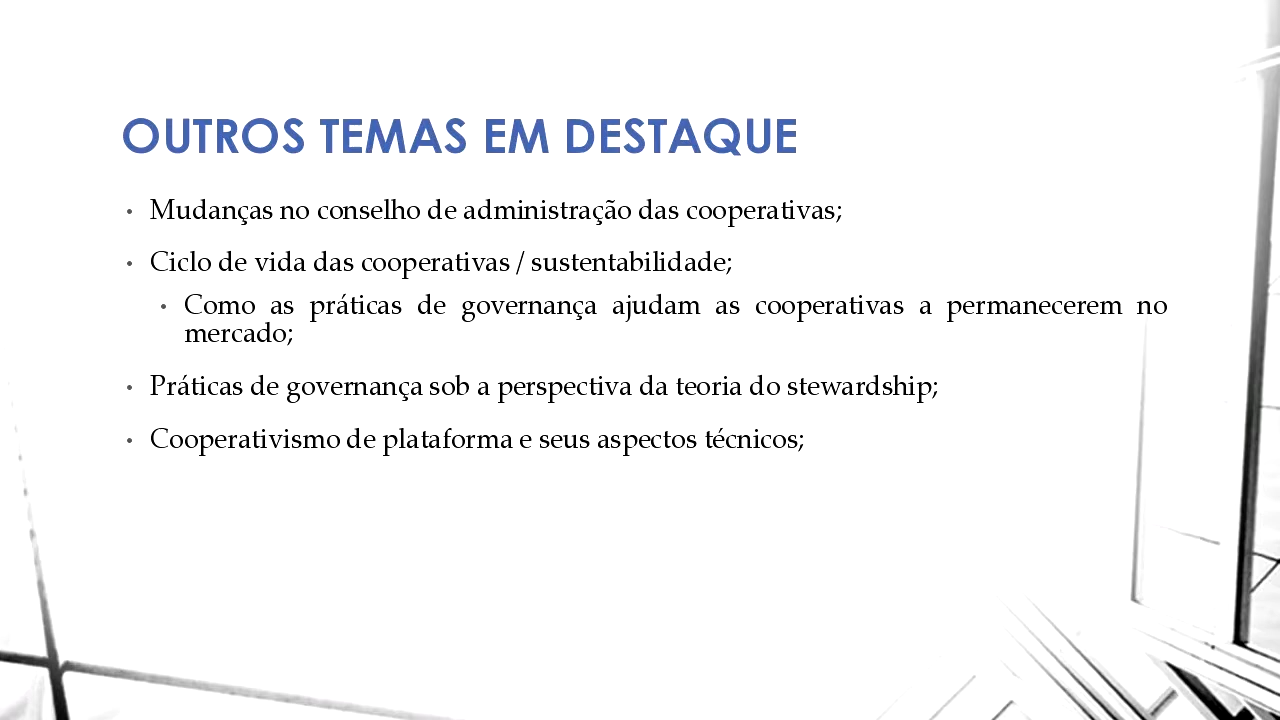 OUTROS TEMAS EM DESTAQUE
• Mudanças no conselho de administração das cooperativas;
• Ciclo de vida das cooperativas / sustentabilidade;
• Como as práticas de governança ajudam as cooperativas a permanecerem no
mercado;
• Práticas de governança sob a perspectiva da teoria do stewardship;
• Cooperativismo de plataforma e seus aspectos técnicos;